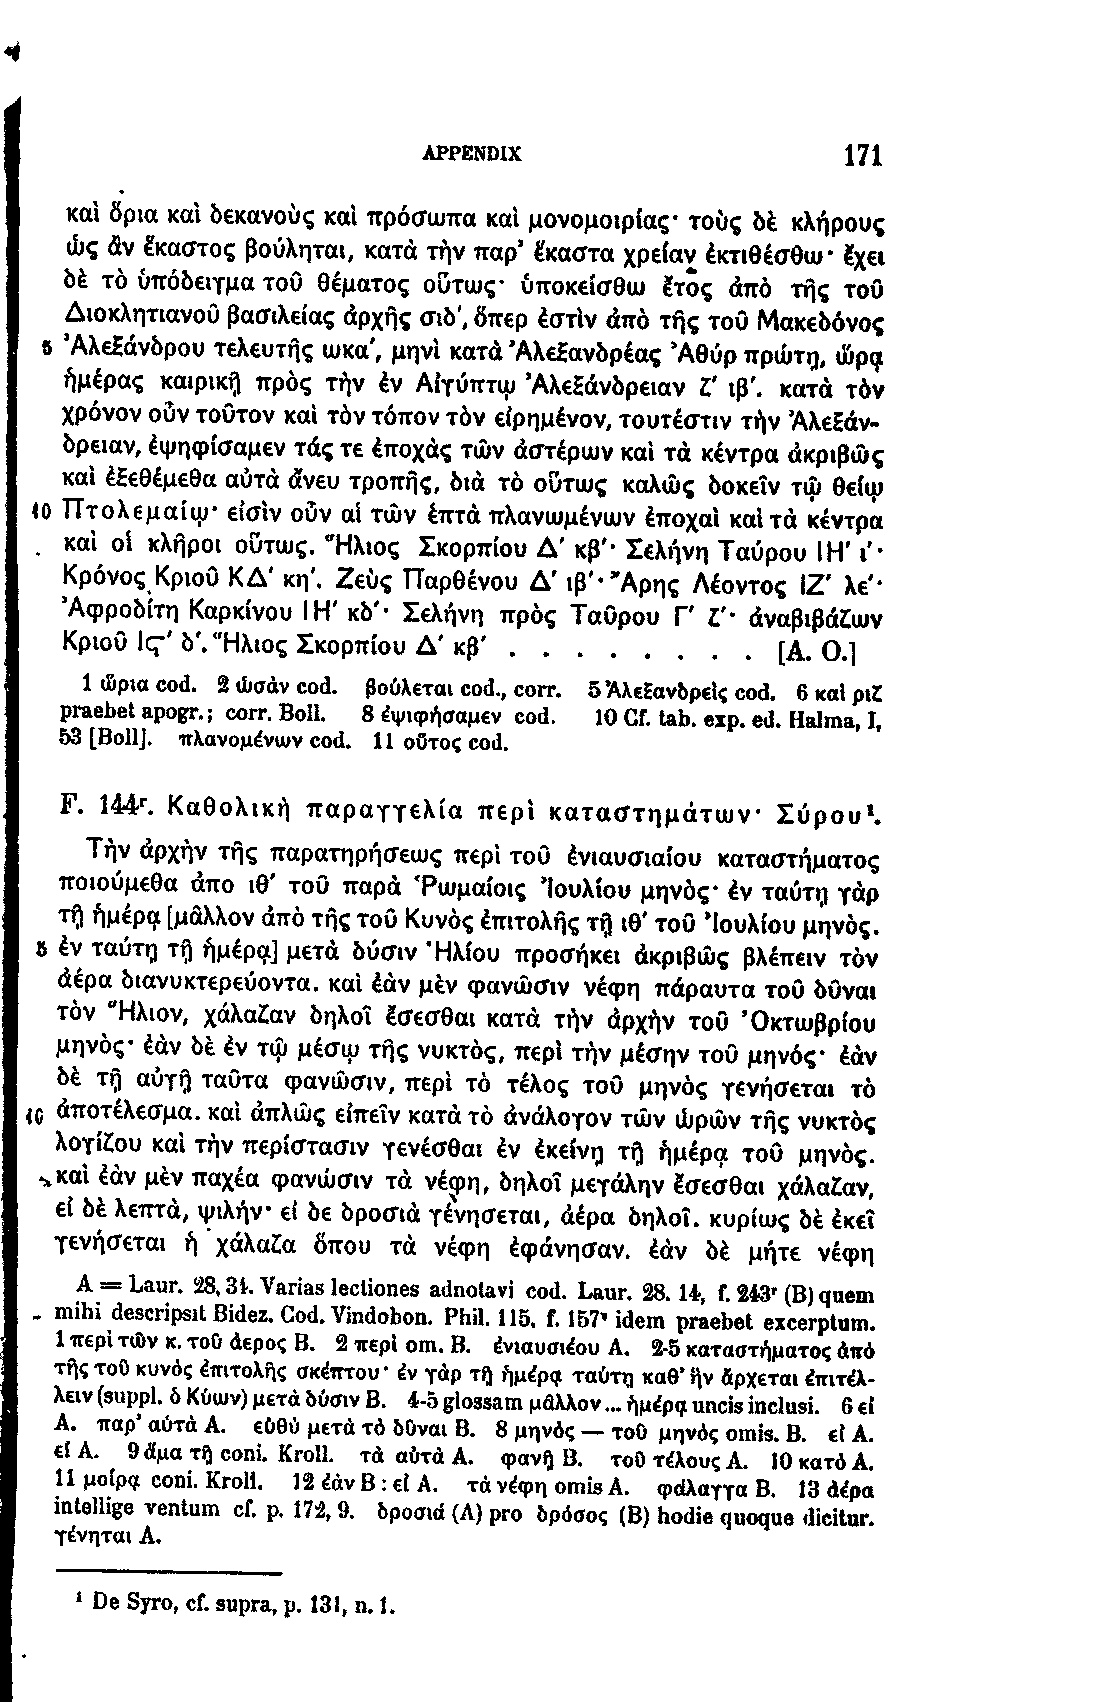 APPENDIX 171
καὶ ὅρια καὶ δεκανοὺς καὶ πρόσωπα καὶ μονομοιρίας· τοὺς δὲ κλήρους
ὡς ἂν ἕκαστος βούληται, κατὰ τὴν παρ' ἕκαστα χρείαν ἐκτιθέσθω· ἔχει
δὲ τὸ ὑπόδειγμα τοῦ θέματος οὕτως· ὑποκείσθω ἔτος ἀπὸ τῆς τοῦ
Διοκλητιανοῦ βασιλείας ἀρχῆς σιδ', ὅπερ ἐστὶν ἀπὸ τῆς τοῦ Μακεδόνος
5 Ἀλεξάνδρου τελευτῆς ωκα', μηνὶ κατὰ Ἀλεξανδρέας Ἀθὺρ πρώτῃ, ὥρᾳ
ἡμέρας καιρικῇ πρὸς τὴν ἐν Αἰγύπτῳ Ἀλεξάνδρειαν ζ' ιβ'. κατὰ τὸν
χρόνον οὖν τοῦτον καὶ τὸν τόπον τὸν εἰρημένον, τουτέστιν τὴν Ἀλεξάν-
δρειαν, ἐψηφίσαμεν τάς τε ἐποχὰς τῶν ἀστέρων καὶ τὰ κέντρα ἀκριβῶς
καὶ ἐξεθέμεθα αὐτὰ ἄνευ τροπῆς, διὰ τὸ οὕτως καλῶς δοκεῖν τῷ θείῳ
10 Πτολεμαίῳ· εἰσὶν οὖν αἱ τῶν ἑπτὰ πλανωμένων ἐποχαὶ καὶ τὰ κέντρα
καὶ οἱ κλῆροι οὕτως. Ἥλιος Σκορπίου Δ' κβ'· Σελήνη Ταύρου ΙΗ' ι'·
Κρόνος Κριοῦ ΚΔ' κη'. Ζεὺς Παρθένου Δ' ιβ'· Ἄρης Λέοντος ΙΖ' λε'·
Ἀφροδίτη Καρκίνου ΙΗ' κδ'· Σελήνη πρὸς Ταῦρου Γ' ζ'· ἀναβιβάζων
Κριοῦ Ις' δ'. Ἥλιος Σκορπίου Δ' κβ' . . . . . . . . . [A. O.]
1 ὥρια cod. 2 ὡσὰν cod. βούλεται cod., corr. 5 Ἀλεξανδρεὶς cod. 6 καὶ ριζ
praebet apogr.; corr. Boll. 8 ἐψιφήσαμεν cod. 10 Cf. tab. exp. ed. Halma, I,
53 [Boll]. πλανομένων cod. 11 οὗτος cod.
F. 144r. Καθολικὴ παραγγελία περὶ καταστημάτων· Σύρου¹.
Τὴν ἀρχὴν τῆς παρατηρήσεως περὶ τοῦ ἐνιαυσιαίου καταστήματος
ποιούμεθα ἀπο ιθ' τοῦ παρὰ Ῥωμαίοις Ἰουλίου μηνὸς· ἐν ταύτῃ γὰρ
τῇ ἡμέρᾳ [μᾶλλον ἀπὸ τῆς τοῦ Κυνὸς ἐπιτολῆς τῇ ιθ' τοῦ Ἰουλίου μηνὸς.
5 ἐν ταύτῃ τῇ ἡμέρᾳ] μετὰ δύσιν Ἡλίου προσήκει ἀκριβῶς βλέπειν τὸν
ἀέρα διανυκτερεύοντα. καὶ ἐὰν μὲν φανῶσιν νέφη πάραυτα τοῦ δῦναι
τὸν Ἥλιον, χάλαζαν δηλοῖ ἔσεσθαι κατὰ τὴν ἀρχὴν τοῦ Ὀκτωβρίου
μηνὸς· ἐὰν δὲ ἐν τῷ μέσῳ τῆς νυκτὸς, περὶ τὴν μέσην τοῦ μηνός· ἐὰν
δὲ τῇ αὐγῇ ταῦτα φανῶσιν, περὶ τὸ τέλος τοῦ μηνὸς γενήσεται τὸ
10 ἀποτέλεσμα. καὶ ἁπλῶς εἰπεῖν κατὰ τὸ ἀνάλογον τῶν ὡρῶν τῆς νυκτὸς
λογίζου καὶ τὴν περίστασιν γενέσθαι ἐν ἐκείνῃ τῇ ἡμέρᾳ τοῦ μηνὸς.
καὶ ἐὰν μὲν παχέα φανώσιν τὰ νέφη, δηλοῖ μεγάλην ἔσεσθαι χάλαζαν,
εἰ δὲ λεπτὰ, ψιλήν· εἰ δε δροσιὰ γένησεται, ἀέρα δηλοῖ. κυρίως δὲ ἐκεῖ
γενήσεται ἡ χάλαζα ὅπου τὰ νέφη ἐφάνησαν. ἐὰν δὲ μήτε νέφη
A = Laur. 28, 34. Varias lectiones adnotavi cod. Laur. 28. 14, f. 243r (B) quem
mihi descripsit Bidez. Cod. Vindobon. Phil. 115, f. 157v idem praebet excerptum.
1 περὶ τῶν κ. τοῦ ἀερος B. 2 περὶ om. B. ἐνιαυσιέου A. 2-5 καταστήματος ἀπὸ
τῆς τοῦ κυνὸς ἐπιτολῆς σκέπτου· ἐν γὰρ τῇ ἡμέρᾳ ταύτῃ καθ' ἣν ἄρχεται ἐπιτέλ-
λειν (suppl. ὁ Κύων) μετὰ δύσιν B. 4-5 glossam μᾶλλον... ἡμέρᾳ uncis inclusi. 6 εἰ
A. παρ' αὐτὰ A. εὐθὺ μετὰ τὸ δῦναι B. 8 μηνὸς — τοῦ μηνὸς omis. B. εἰ A.
εἰ A. 9 ἅμα τῇ coni. Kroll. τὰ αὐτὰ A. φανῇ B. τοῦ τέλους A. 10 κατὸ A.
11 μοίρᾳ coni. Kroll. 12 ἐὰν B : εἰ A. τὰ νέφη omis A. φάλαγγα B. 13 ἀέρα
intellige ventum cf. p. 172, 9. δροσιά (A) pro δρόσος (B) hodie quoque dicitur.
γένηται A.
¹ De Syro, cf. supra, p. 131, n. 1.